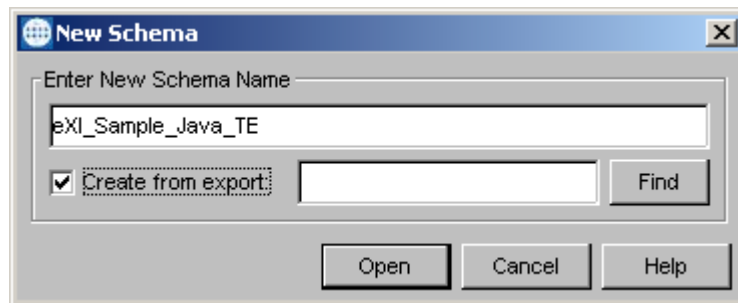 New Schema
Enter New Schema Name
eXI_Sample_Java_TE
Create from export:
Find
Open
Cancel
Help